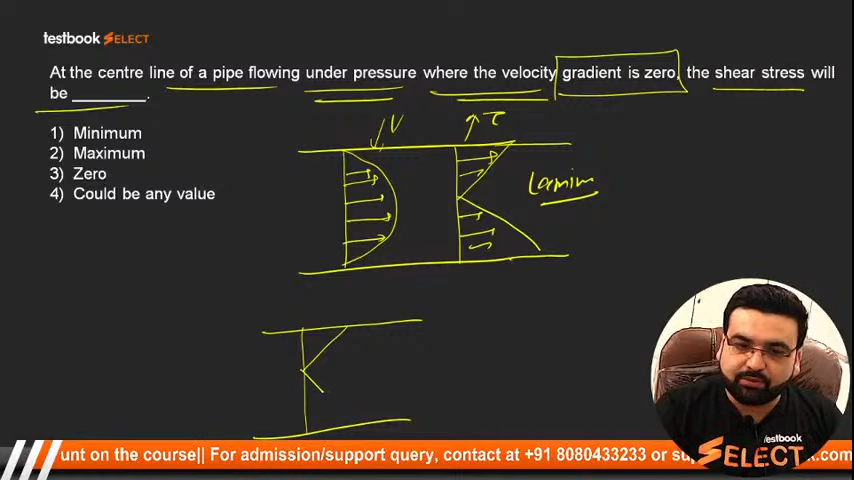 testbook SELECT
At the centre line of a pipe flowing under pressure where the velocity gradient is zero, the shear stress will
be ________.
1) Minimum
2) Maximum
3) Zero
4) Could be any value
V
τ
Lamin
testbook
SELECT
unt on the course|| For admission/support query, contact at +91 8080433233 or su k.com